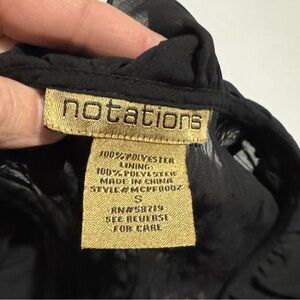 notations
100% POLYESTER
LINING:
100% POLYESTER
MADE IN CHINA
STYLE#MCPF0002
S
RN#58719
SEE REVERSE
FOR CARE